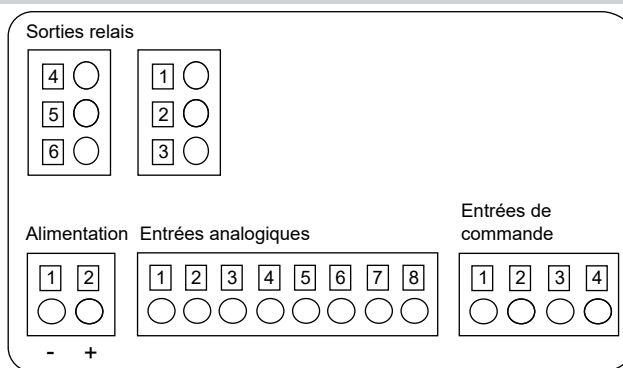 Sorties relais
4 1
5 2
6 3
Entrées de
commande
Alimentation Entrées analogiques
1 2 1 2 3 4 5 6 7 8 1 2 3 4
- +